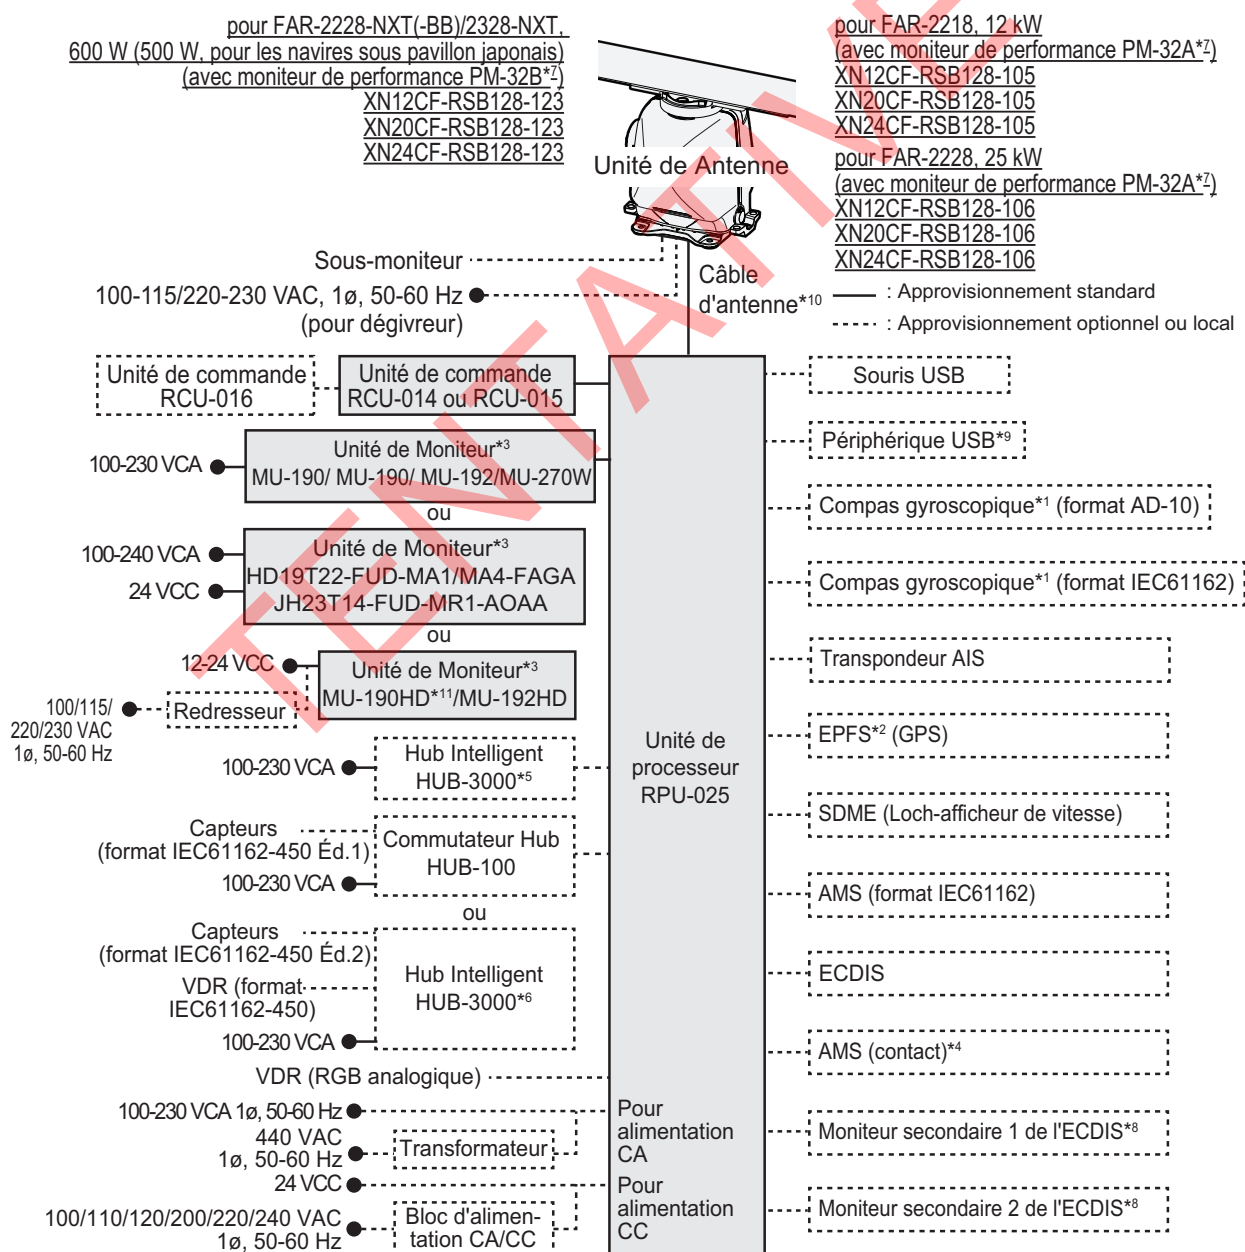 pour FAR-2228-NXT(-BB)/2328-NXT,
600 W (500 W, pour les navires sous pavillon japonais)
(avec moniteur de performance PM-32B*7)
XN12CF-RSB128-123
XN20CF-RSB128-123
XN24CF-RSB128-123
pour FAR-2218, 12 kW
(avec moniteur de performance PM-32A*7)
XN12CF-RSB128-105
XN20CF-RSB128-105
XN24CF-RSB128-105
pour FAR-2228, 25 kW
(avec moniteur de performance PM-32A*7)
XN12CF-RSB128-106
XN20CF-RSB128-106
XN24CF-RSB128-106
Unité de Antenne
Sous-moniteur
100-115/220-230 VAC, 1ø, 50-60 Hz
(pour dégivreur)
Câble
d'antenne*10
: Approvisionnement standard
: Approvisionnement optionnel ou local
Unité de commande
RCU-016
Unité de commande
RCU-014 ou RCU-015
100-230 VCA
Unité de Moniteur*3
MU-190/ MU-190/ MU-192/MU-270W
ou
100-240 VCA
24 VCC
Unité de Moniteur*3
HD19T22-FUD-MA1/MA4-FAGA
JH23T14-FUD-MR1-AOAA
ou
12-24 VCC
Unité de Moniteur*3
MU-190HD*11/MU-192HD
100/115/
220/230 VAC
1ø, 50-60 Hz
Redresseur
100-230 VCA
Hub Intelligent
HUB-3000*5
Capteurs
(format IEC61162-450 Éd.1)
100-230 VCA
Commutateur Hub
HUB-100
ou
Capteurs
(format IEC61162-450 Éd.2)
VDR (format
IEC61162-450)
100-230 VCA
Hub Intelligent
HUB-3000*6
VDR (RGB analogique)
100-230 VCA 1ø, 50-60 Hz
440 VAC
1ø, 50-60 Hz
Transformateur
24 VCC
100/110/120/200/220/240 VAC
1ø, 50-60 Hz
Bloc d'alimen-
tation CA/CC
Unité de
processeur
RPU-025
Pour
alimentation
CA
Pour
alimentation
CC
Souris USB
Périphérique USB*9
Compas gyroscopique*1 (format AD-10)
Compas gyroscopique*1 (format IEC61162)
Transpondeur AIS
EPFS*2 (GPS)
SDME (Loch-afficheur de vitesse)
AMS (format IEC61162)
ECDIS
AMS (contact)*4
Moniteur secondaire 1 de l'ECDIS*8
Moniteur secondaire 2 de l'ECDIS*8
TENTATIVE